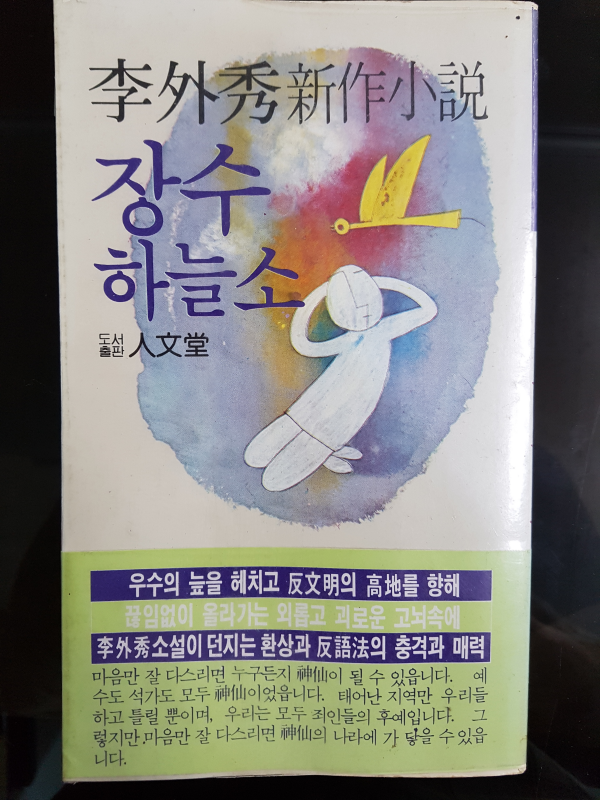 李外秀 新作小説
장수
하늘소
도서
출판 人文堂
우수의 늪을 헤치고 反文明의 高地를 향해
끊임없이 올라가는 외롭고 괴로운 고뇌속에
李外秀소설이 던지는 환상과 反語法의 충격과 매력
마음만 잘 다스리면 누구든지 神仙이 될 수 있읍니다. 예
수도 석가도 모두 神仙이었읍니다. 태어난 지역만 우리들
하고 틀릴 뿐이며, 우리는 모두 죄인들의 후예입니다. 그
렇지만 마음만 잘 다스리면 神仙의 나라에 가 닿을 수 있읍
니다.